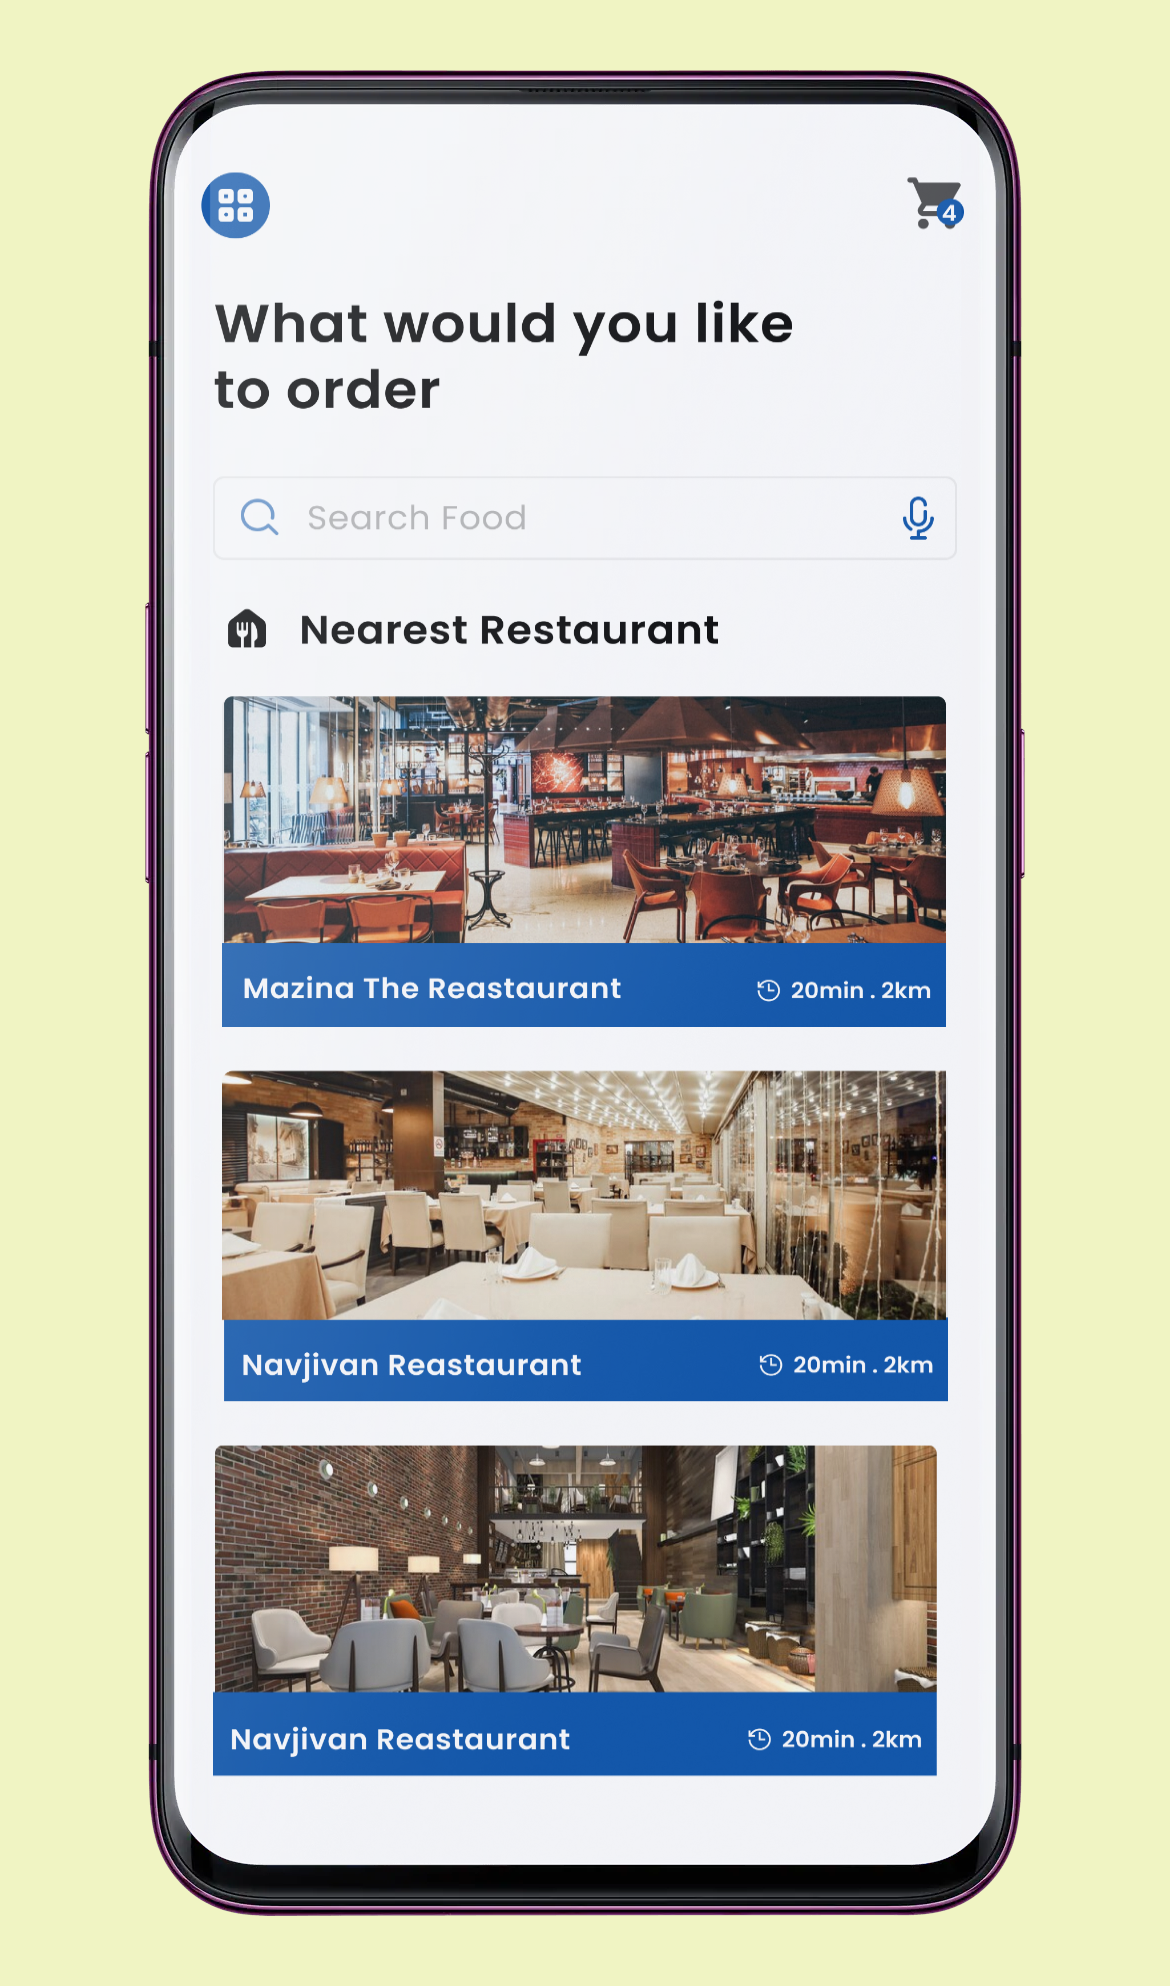 4
What would you like
to order
Search Food
Nearest Restaurant
Mazina The Reastaurant
20min . 2km
Navjivan Reastaurant
20min . 2km
Navjivan Reastaurant
20min . 2km